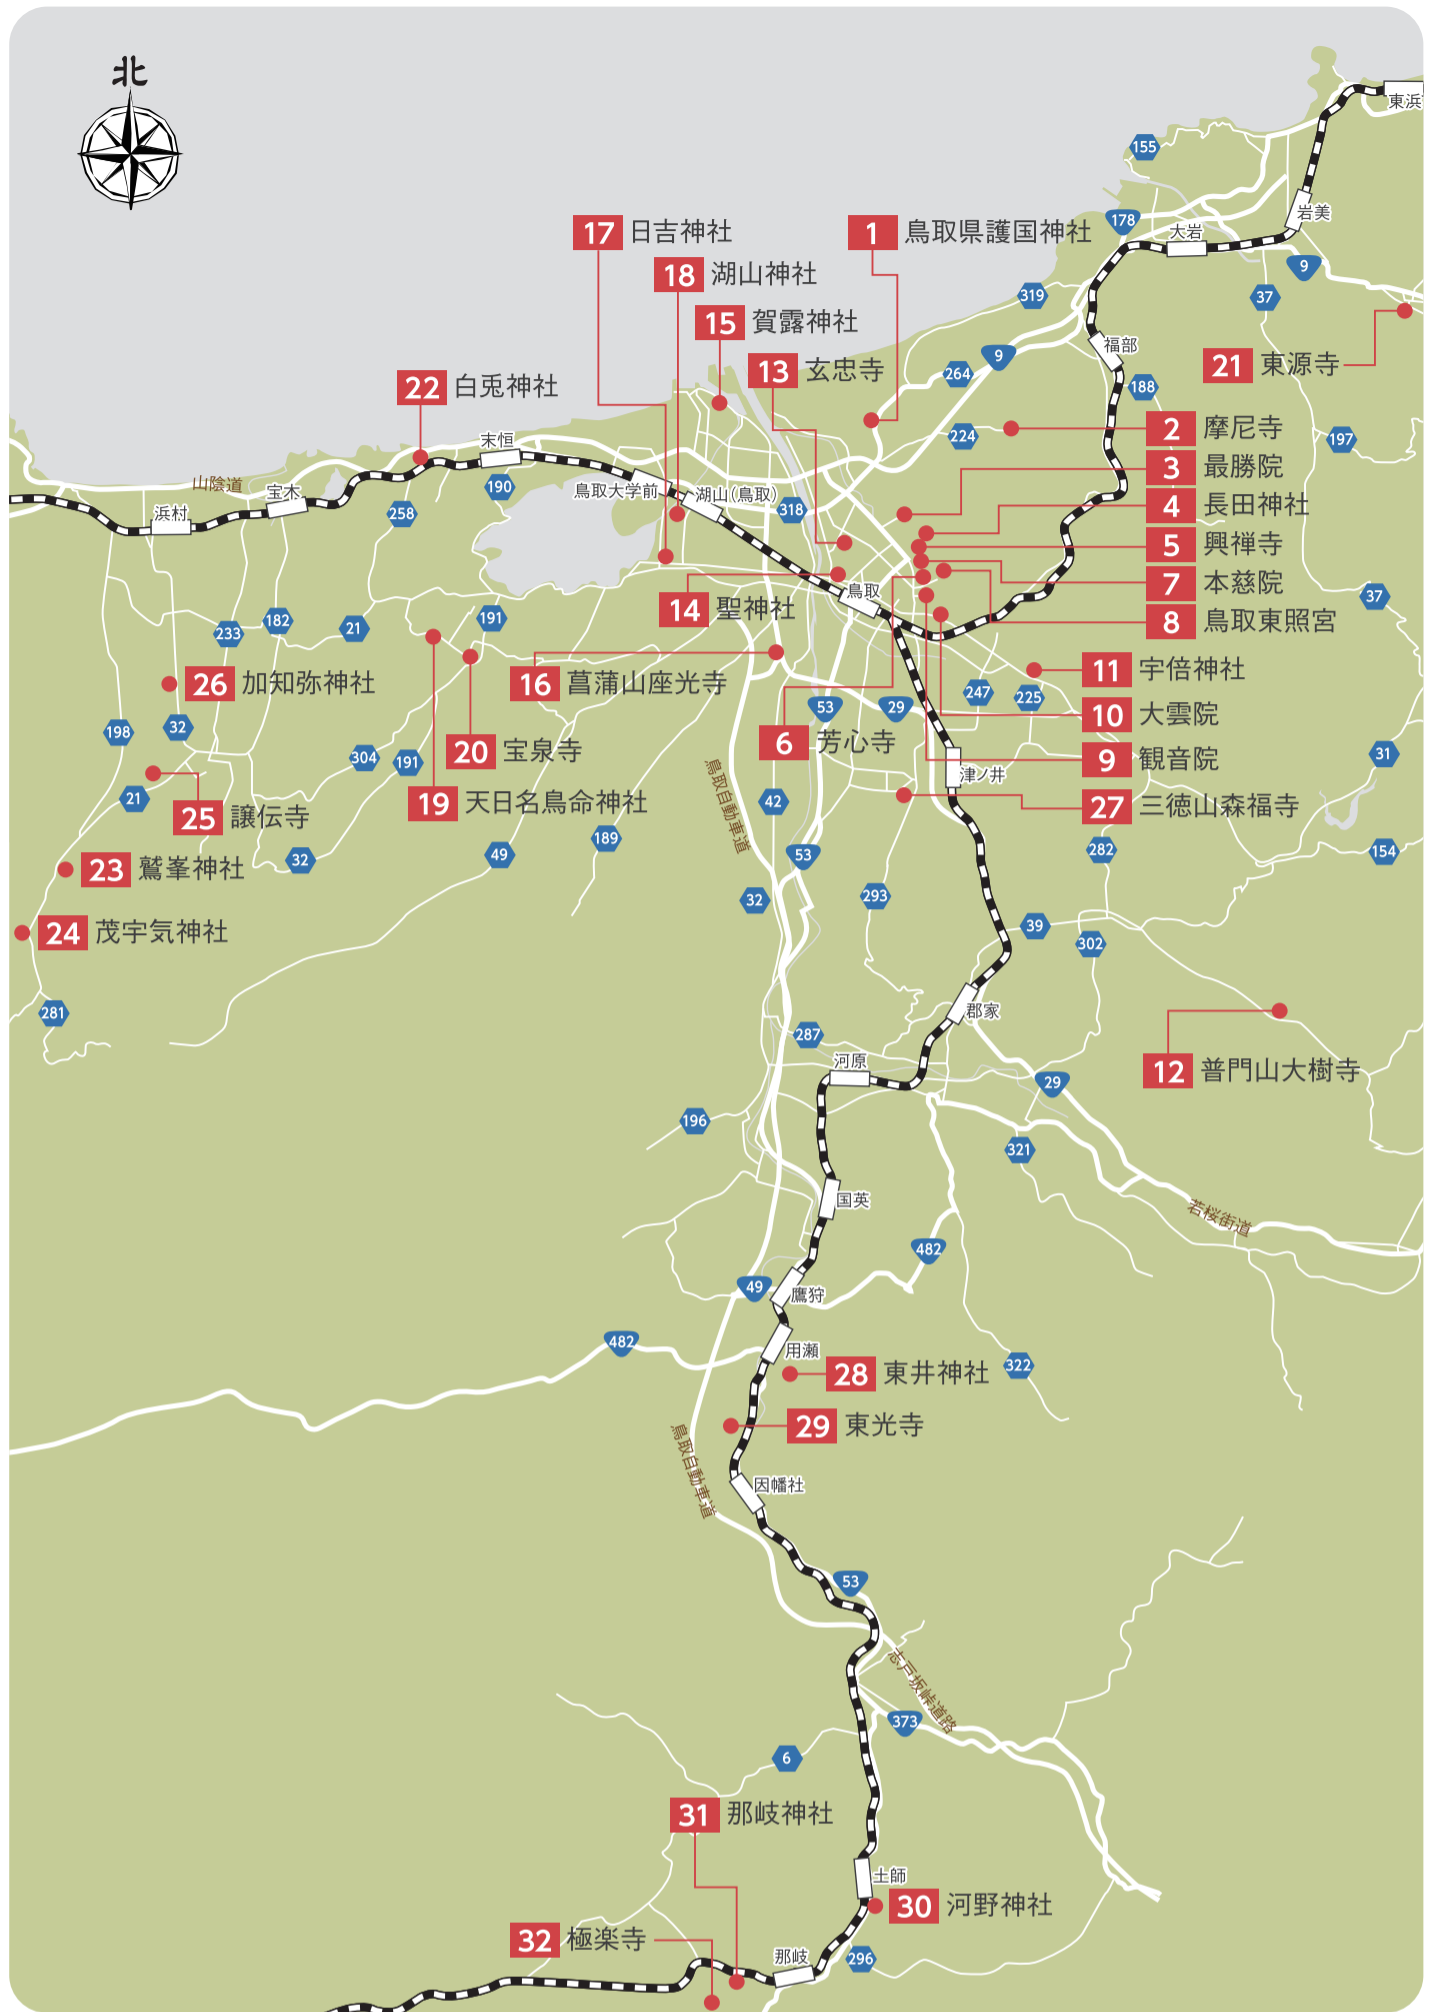 北
東浜
155
178
岩美
17 日吉神社
1 鳥取県護国神社
大岩
9
18 湖山神社
319
37
15 賀露神社
福部
9
21 東源寺
13 玄忠寺
264
22 白兎神社
188
2 摩尼寺
224
197
末恒
3 最勝院
山陰道
宝木
190
鳥取大学前
湖山(鳥取)
浜村
258
318
4 長田神社
5 興禅寺
7 本慈院
鳥取
37
14 聖神社
8 鳥取東照宮
191
182
21
233
11 宇倍神社
26 加知弥神社
16 菖蒲山座光寺
247
225
53
29
10 大雲院
198
32
20 宝泉寺
6 芳心寺
9 観音院
31
304
191
津ノ井
21
19 天日名鳥命神社
42
鳥取自動車道
27 三徳山森福寺
25 譲伝寺
189
49
32
53
282
154
23 鷲峯神社
32
293
24 茂宇気神社
39
302
281
郡家
287
河原
12 普門山大樹寺
29
196
321
国英
若桜街道
482
49
鷹狩
482
用瀬
28 東井神社
322
29 東光寺
鳥取自動車道
因幡社
53
志戸坂峠道路
373
6
31 那岐神社
土師
30 河野神社
32 極楽寺
那岐
296